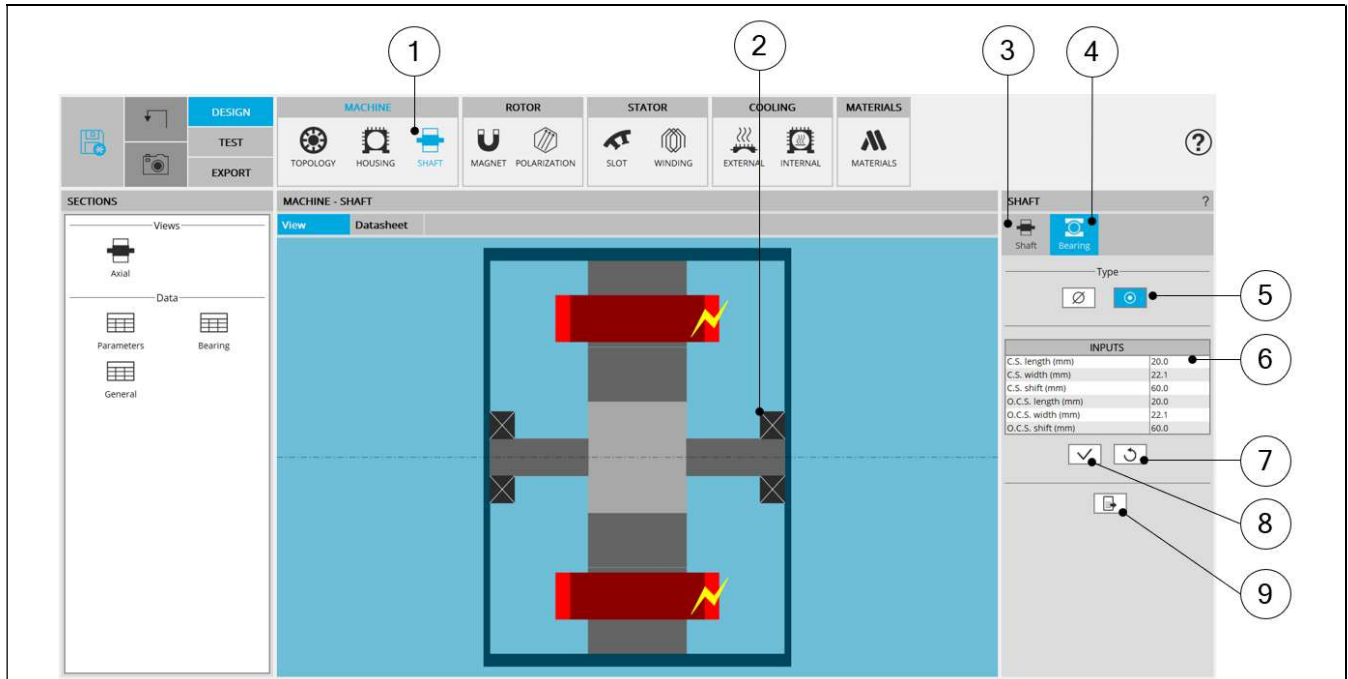 1 2 3 4
DESIGN MACHINE ROTOR STATOR COOLING MATERIALS
TEST
TOPOLOGY HOUSING SHAFT MAGNET POLARIZATION SLOT WINDING EXTERNAL INTERNAL MATERIALS
EXPORT
?
SECTIONS
Views
Axial
Data
Parameters Bearing
General
MACHINE - SHAFT
View Datasheet
SHAFT ?
Shaft Bearing
Type
5
INPUTS
C.S. length (mm) 20.0
C.S. width (mm) 22.1
C.S. shift (mm) 60.0
O.C.S. length (mm) 20.0
O.C.S. width (mm) 22.1
O.C.S. shift (mm) 60.0
6
7
8
9